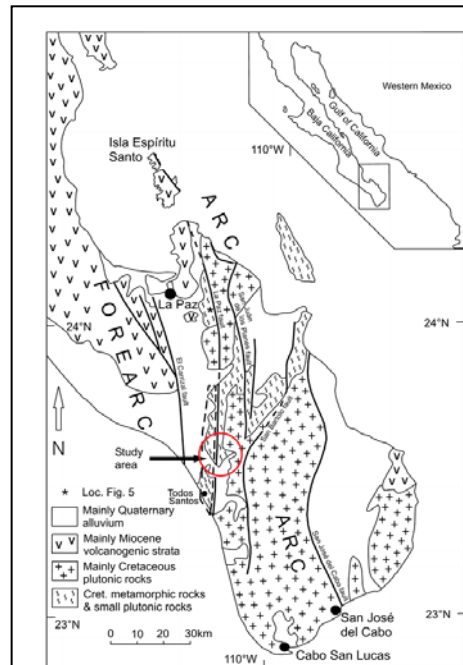 Western Mexico
Gulf of California
Baja California
110°W
Isla Espíritu
Santo
ARC
FOREARC
La Paz
La Paz fault
San Juan
de los Planes fault
24°N
24°N
El Carrizal fault
San Bartolo fault
N
Study
area
Todos
Santos
ARC
San José del Cabo fault
* Loc. Fig. 5
Mainly Quaternary
alluvium
Mainly Miocene
volcanogenic strata
Mainly Cretaceous
plutonic rocks
Cret. metamorphic rocks
& small plutonic rocks
23°N
23°N
0 10 20 30km
110°W
San José
del Cabo
Cabo San Lucas